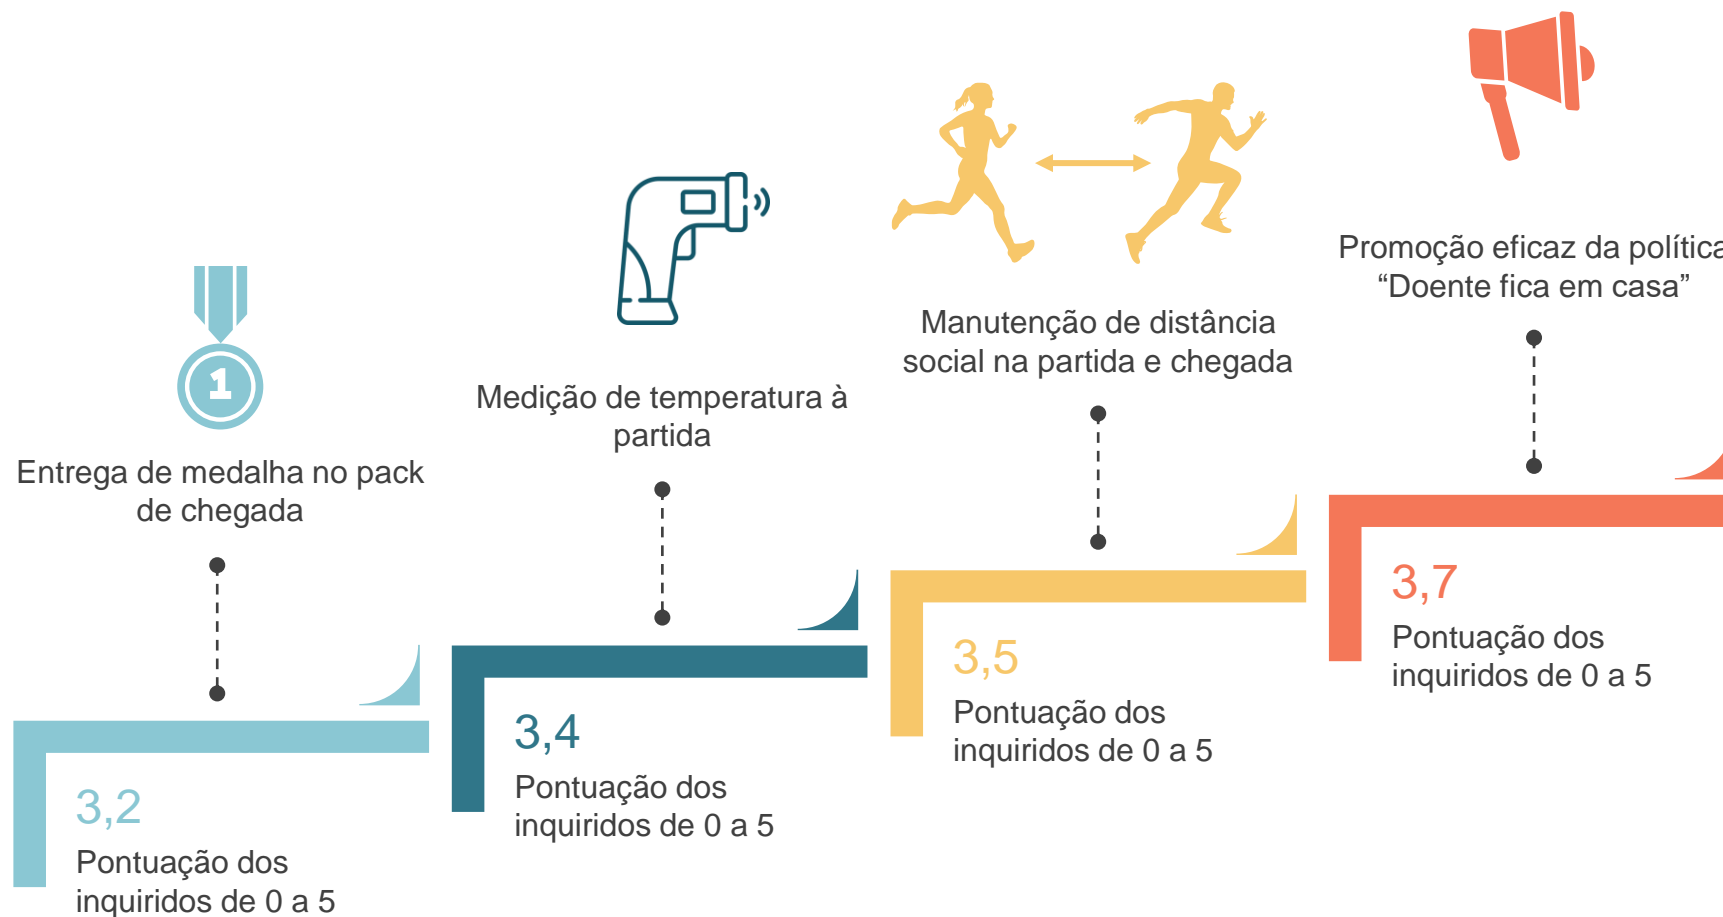 1
Entrega de medalha no pack
de chegada
3,2
Pontuação dos
inquiridos de 0 a 5
Medição de temperatura à
partida
3,4
Pontuação dos
inquiridos de 0 a 5
Manutenção de distância
social na partida e chegada
3,5
Pontuação dos
inquiridos de 0 a 5
Promoção eficaz da política
“Doente fica em casa”
3,7
Pontuação dos
inquiridos de 0 a 5